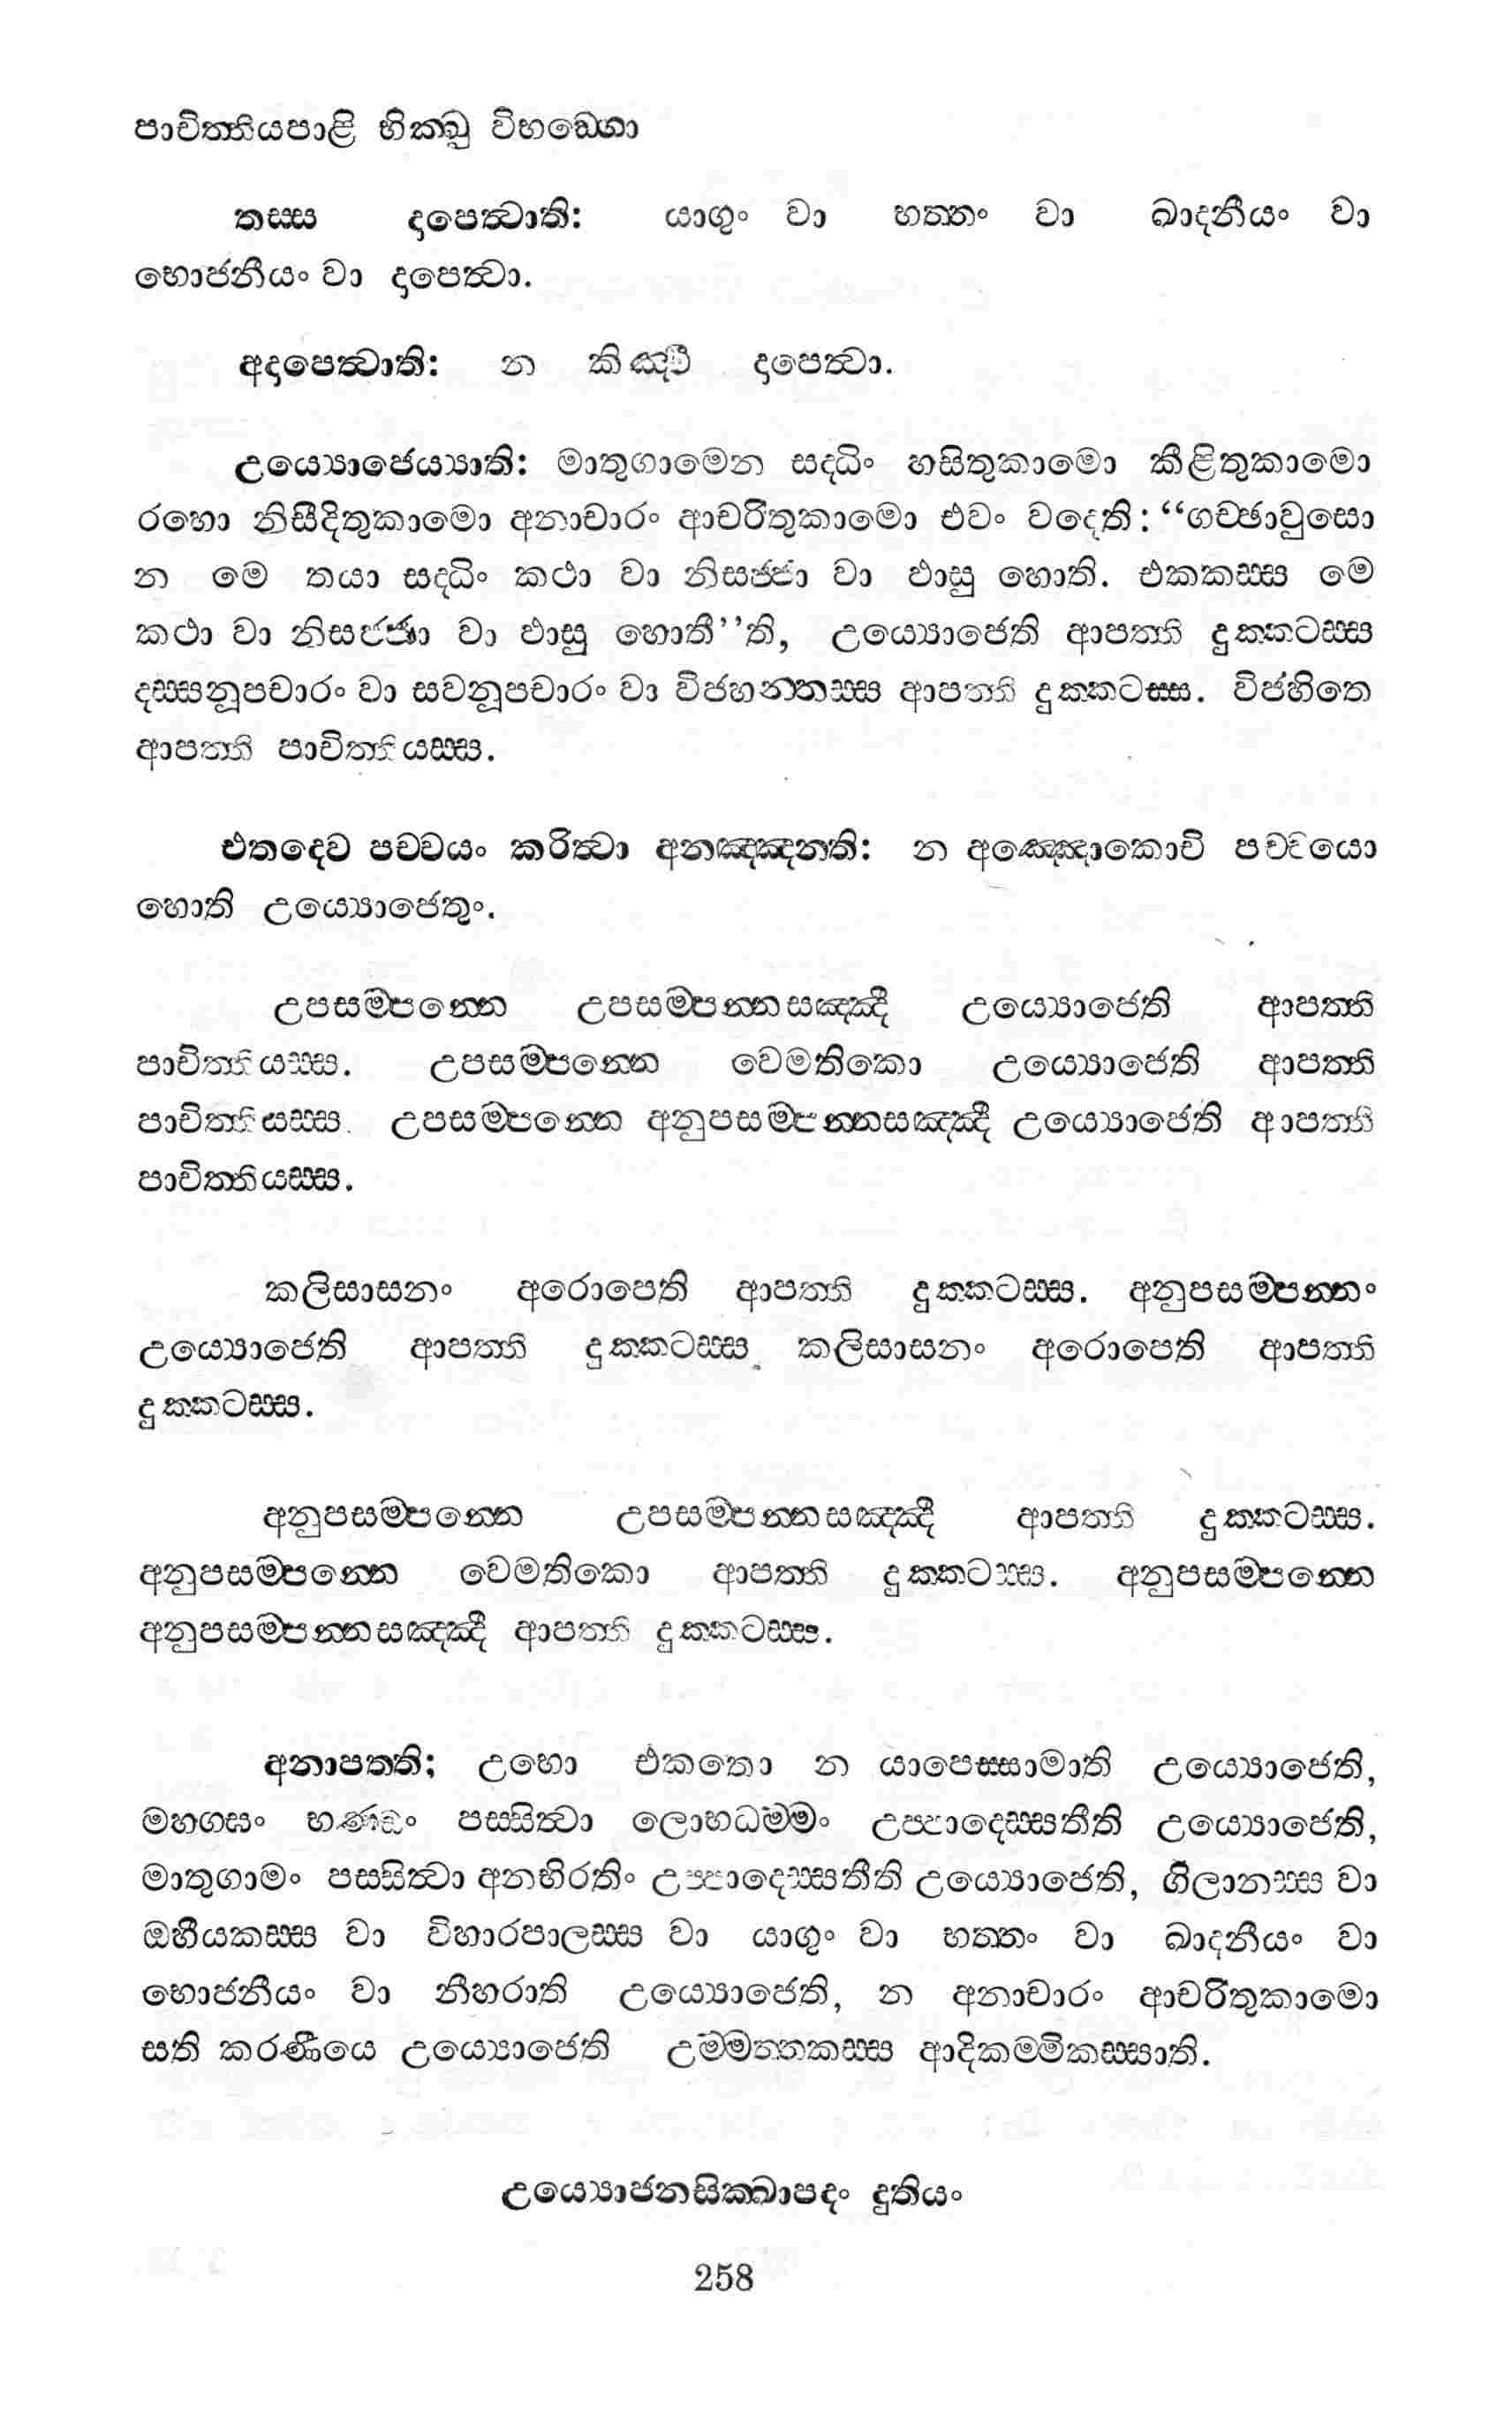 පාචිත්තියපාළි භික්ඛු විභඞ්ගො
තස්ස දාපෙත්වාති: යාගුං වා භත්තං වා ඛාදනීයං වා
භොජනීයං වා දාපෙත්වා.
අදාපෙත්වාති: න කිඤ්චි දාපෙත්වා.
උය්‍යොජෙය්‍යාති: මාතුගාමෙන සද්ධිං හසිතුකාමො කීළිතුකාමො
රහො නිසීදිතුකාමො අනාචාරං ආචරිතුකාමො එවං වදෙති: “ගච්ඡාවුසො
න මෙ තයා සද්ධිං කථා වා නිසජ්ජා වා ඵාසු හොති. එකකස්ස මෙ
කථා වා නිසජ්ජා වා ඵාසු හොතී’’ති, උය්‍යොජෙති ආපත්ති දුක්කටස්ස
දස්සනූපචාරං වා සවනූපචාරං වා විජහන්තස්ස ආපත්ති දුක්කටස්ස. විජහිතෙ
ආපත්ති පාචිත්තියස්ස.
එතදෙව පච්චයං කරිත්වා අනඤ්ඤන්ති: න අඤ්ඤොකොචි පච්චයො
හොති උය්‍යොජෙතුං.
උපසම්පන්නෙ උපසම්පන්නසඤ්ඤී උය්‍යොජෙති ආපත්ති
පාචිත්තියස්ස. උපසම්පන්නෙ වෙමතිකො උය්‍යොජෙති ආපත්ති
පාචිත්තියස්ස. උපසම්පන්නෙ අනුපසම්පන්නසඤ්ඤී උය්‍යොජෙති ආපත්ති
පාචිත්තියස්ස.
කලිසාසනං අරොපෙති ආපත්ති දුක්කටස්ස. අනුපසම්පන්නං
උය්‍යොජෙති ආපත්ති දුක්කටස්ස. කලිසාසනං අරොපෙති ආපත්ති
දුක්කටස්ස.
අනුපසම්පන්නෙ උපසම්පන්නසඤ්ඤී ආපත්ති දුක්කටස්ස.
අනුපසම්පන්නෙ වෙමතිකො ආපත්ති දුක්කටස්ස. අනුපසම්පන්නෙ
අනුපසම්පන්නසඤ්ඤී ආපත්ති දුක්කටස්ස.
අනාපත්ති; උභො එකතො න යාපෙස්සාමාති උය්‍යොජෙති,
මහග්ඝං භණ්ඩං පස්සිත්වා ලොභධම්මං උප්පාදෙස්සතීති උය්‍යොජෙති,
මාතුගාමං පස්සිත්වා අනභිරතිං උප්පාදෙස්සතීති උය්‍යොජෙති, ගිලානස්ස වා
ඔහීයකස්ස වා විහාරපාලස්ස වා යාගුං වා භත්තං වා ඛාදනීයං වා
භොජනීයං වා නීහරාති උය්‍යොජෙති, න අනාචාරං ආචරිතුකාමො
සති කරණීයෙ උය්‍යොජෙති උම්මත්තකස්ස ආදිකම්මිකස්සාති.
උය්‍යොජනසික්ඛාපදං දුතියං
258